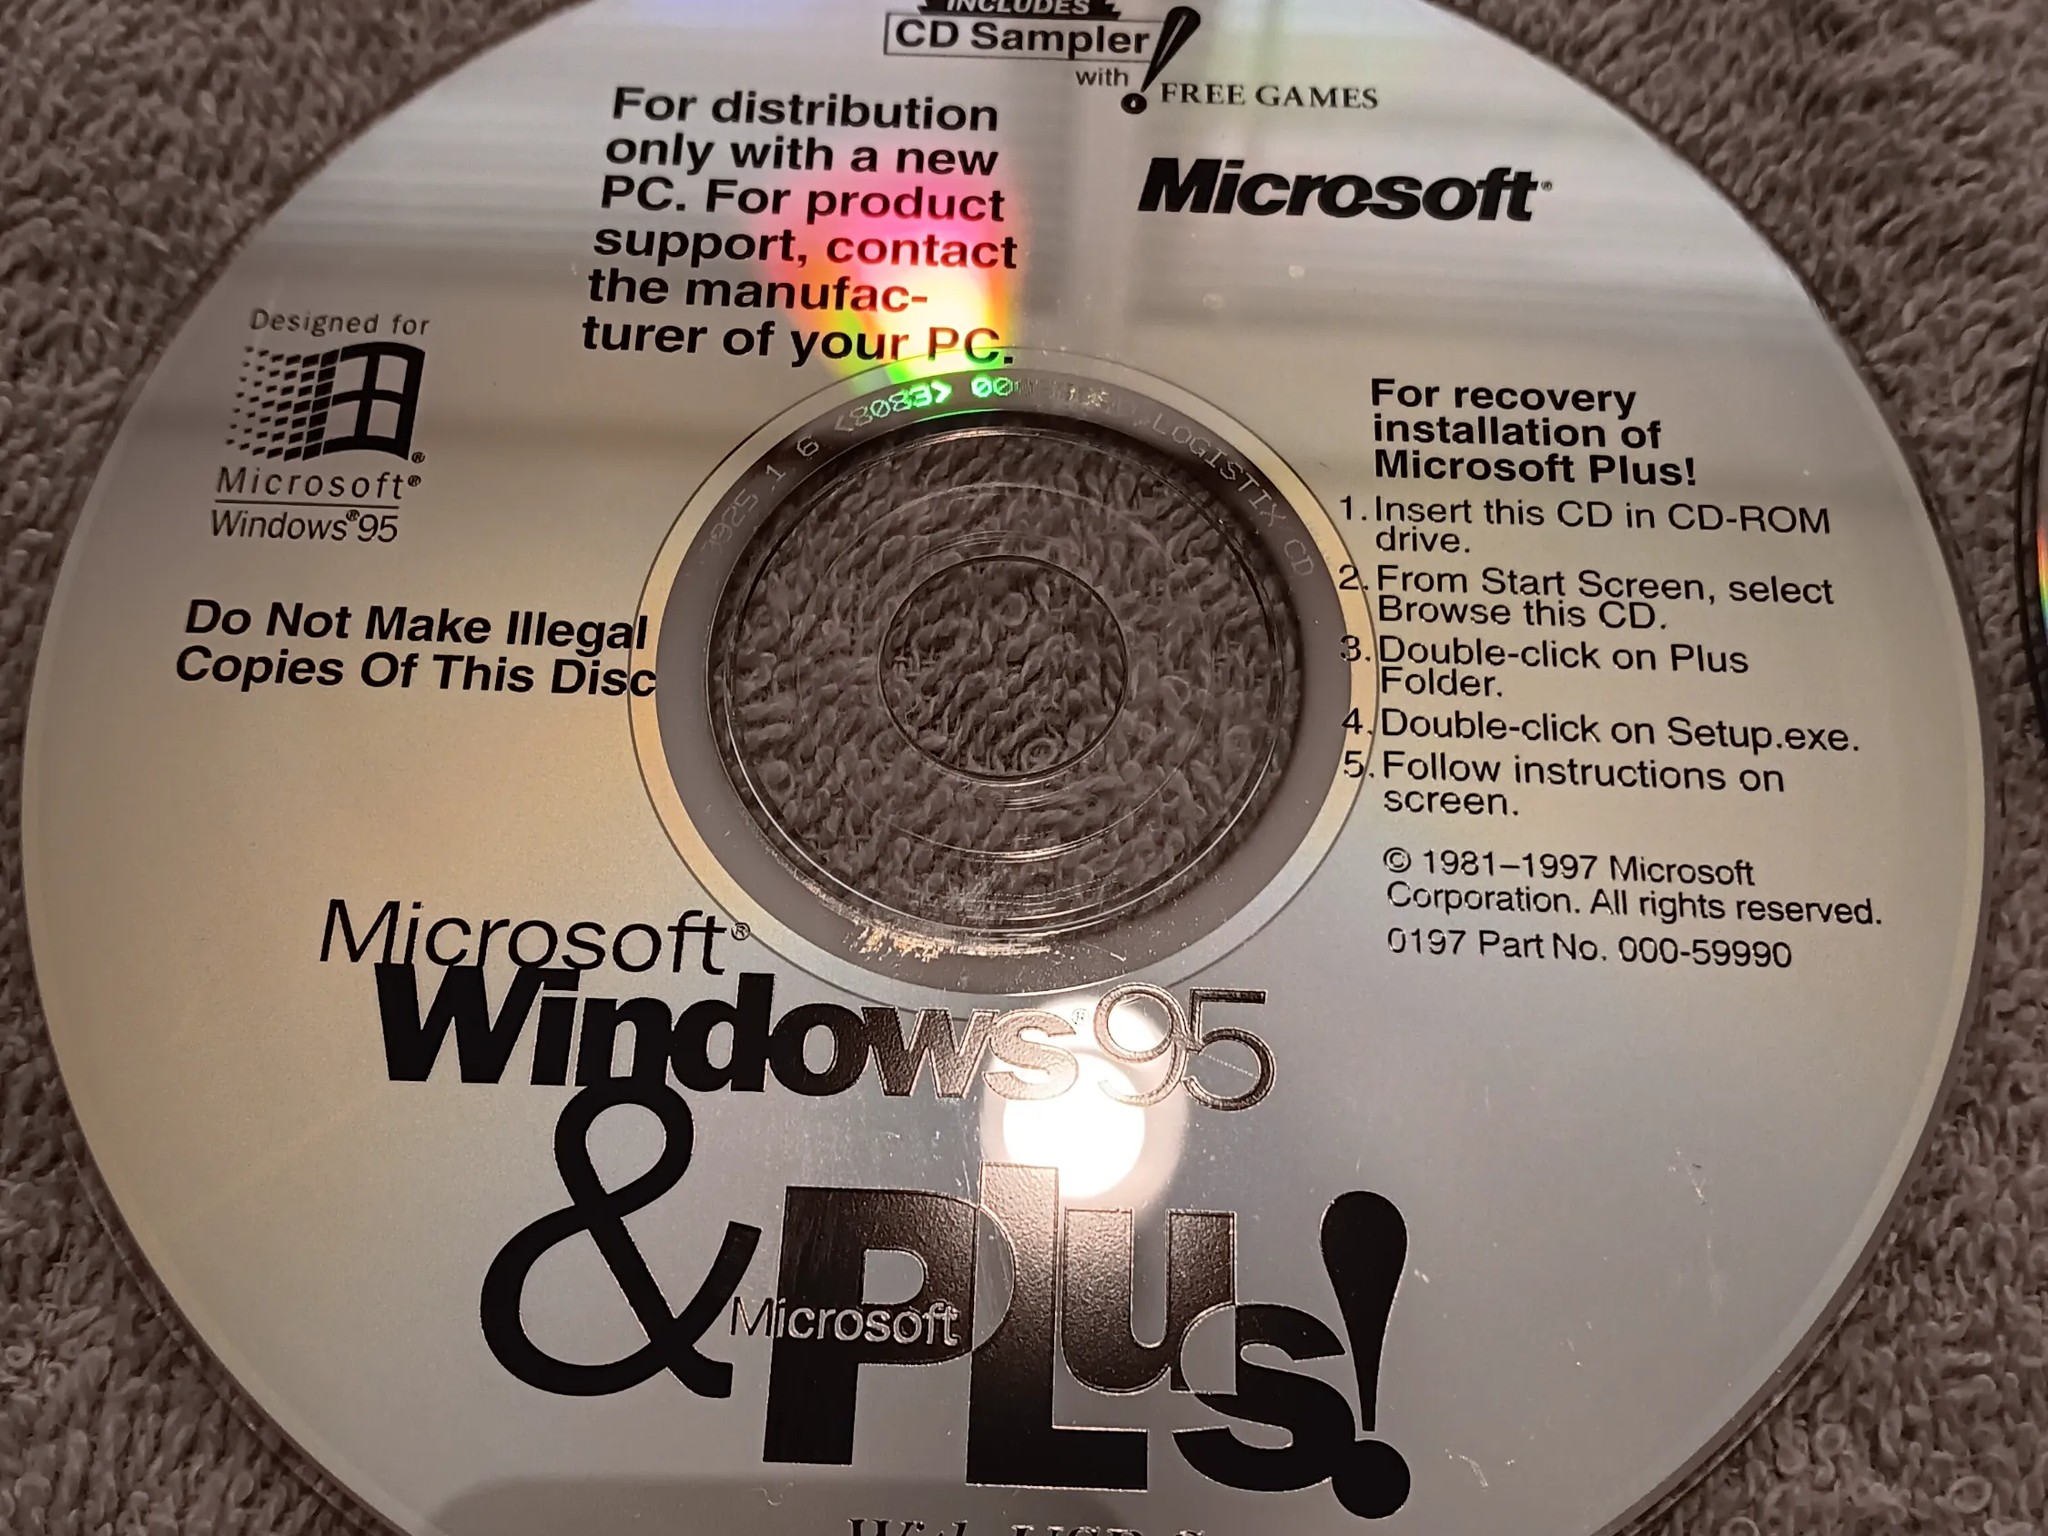 INCLUDES
CD Sampler
with ! FREE GAMES
For distribution
only with a new
PC. For product
support, contact
the manufac-
turer of your PC.
Microsoft®
Designed for
Microsoft®
Windows®95
Do Not Make Illegal
Copies Of This Disc
<8083>
LOGISTIX CD
For recovery
installation of
Microsoft Plus!
1. Insert this CD in CD-ROM
drive.
2. From Start Screen, select
Browse this CD.
3. Double-click on Plus
Folder.
4. Double-click on Setup.exe.
5. Follow instructions on
screen.
© 1981–1997 Microsoft
Corporation. All rights reserved.
0197 Part No. 000-59990
Microsoft®
Windows®95
&
Microsoft
Plus!
With USB